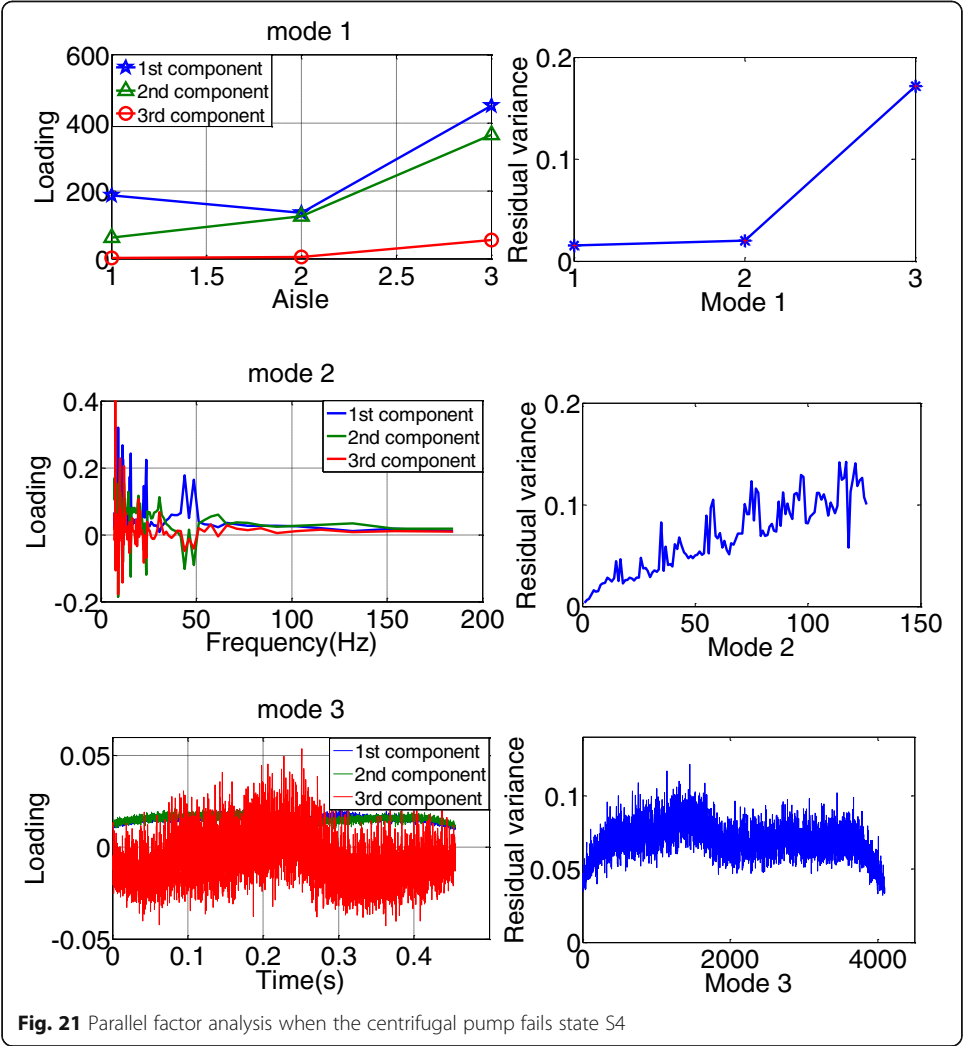 mode 1
600
400
200
0
Loading
1st component
2nd component
3rd component
1
1.5
2
2.5
3
Aisle
0.2
0.1
0
Residual variance
1
2
3
Mode 1
mode 2
0.4
0.2
0
-0.2
Loading
1st component
2nd component
3rd component
0
50
100
150
200
Frequency(Hz)
0.2
0.1
0
Residual variance
0
50
100
150
Mode 2
mode 3
0.05
0
-0.05
Loading
1st component
2nd component
3rd component
0
0.1
0.2
0.3
0.4
Time(s)
0.1
0.05
0
Residual variance
0
2000
4000
Mode 3
Fig. 21 Parallel factor analysis when the centrifugal pump fails state S4